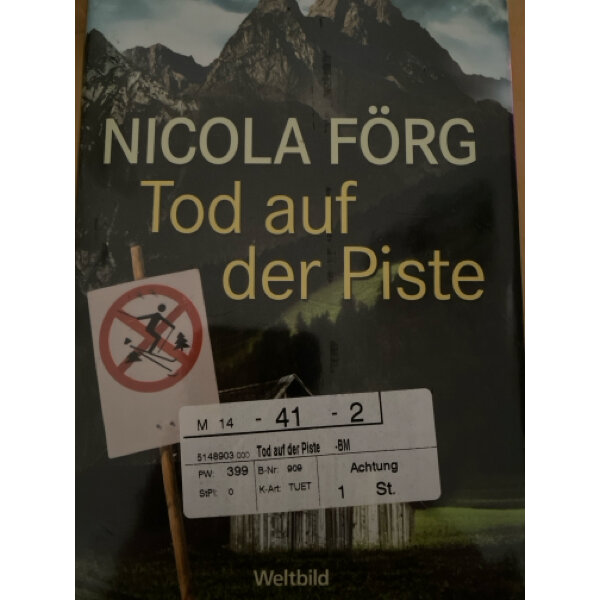 NICOLA FÖRG
Tod auf
der Piste
M 14 - 41 - 2
5148903 000 Tod auf der Piste -BM
PW: 399 B-Nr: 909 Achtung
StPl: 0 K-Art: TUET 1 St.
Weltbild